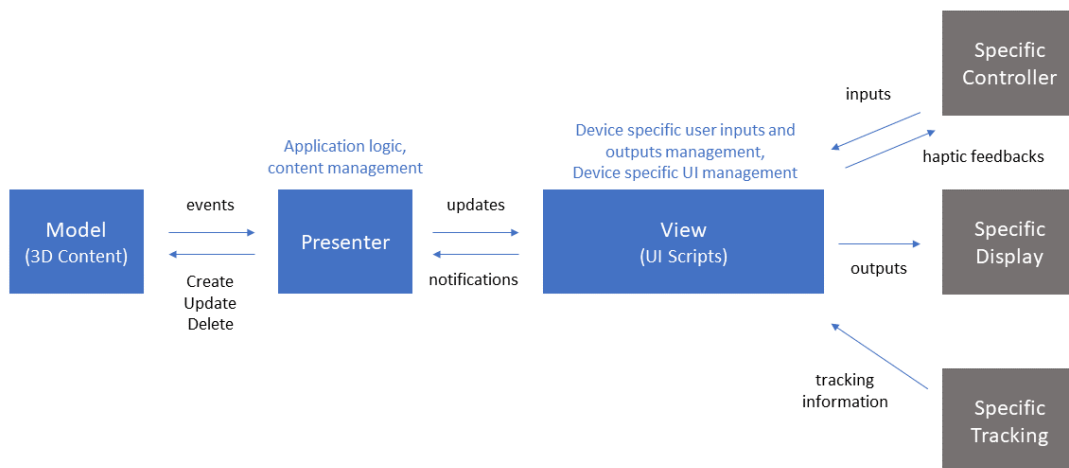 Specific
Controller
inputs
Device specific user inputs and
outputs management,
Device specific UI management
haptic feedbacks
Application logic,
content management
events
updates
Model
(3D Content)
Presenter
View
(UI Scripts)
Specific
Display
outputs
notifications
Create
Update
Delete
tracking
information
Specific
Tracking